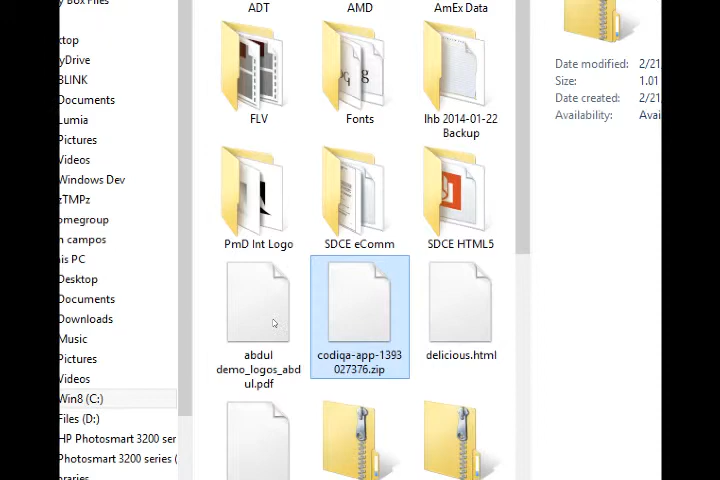 y Box Files
ktop
yDrive
BLINK
Documents
Lumia
Pictures
Videos
Windows Dev
zTMPz
omegroup
n campos
is PC
Desktop
Documents
Downloads
Music
Pictures
Videos
Win8 (C:)
Files (D:)
HP Photosmart 3200 ser
Photosmart 3200 series (
braries
ADT
AMD
AmEx Data
FLV
Fonts
lhb 2014-01-22
Backup
PmD Int Logo
SDCE eComm
SDCE HTML5
abdul
demo_logos_abd
ul.pdf
codiqa-app-1393
027376.zip
delicious.html
Date modified: 2/21
Size: 1.01
Date created: 2/21
Availability: Avai